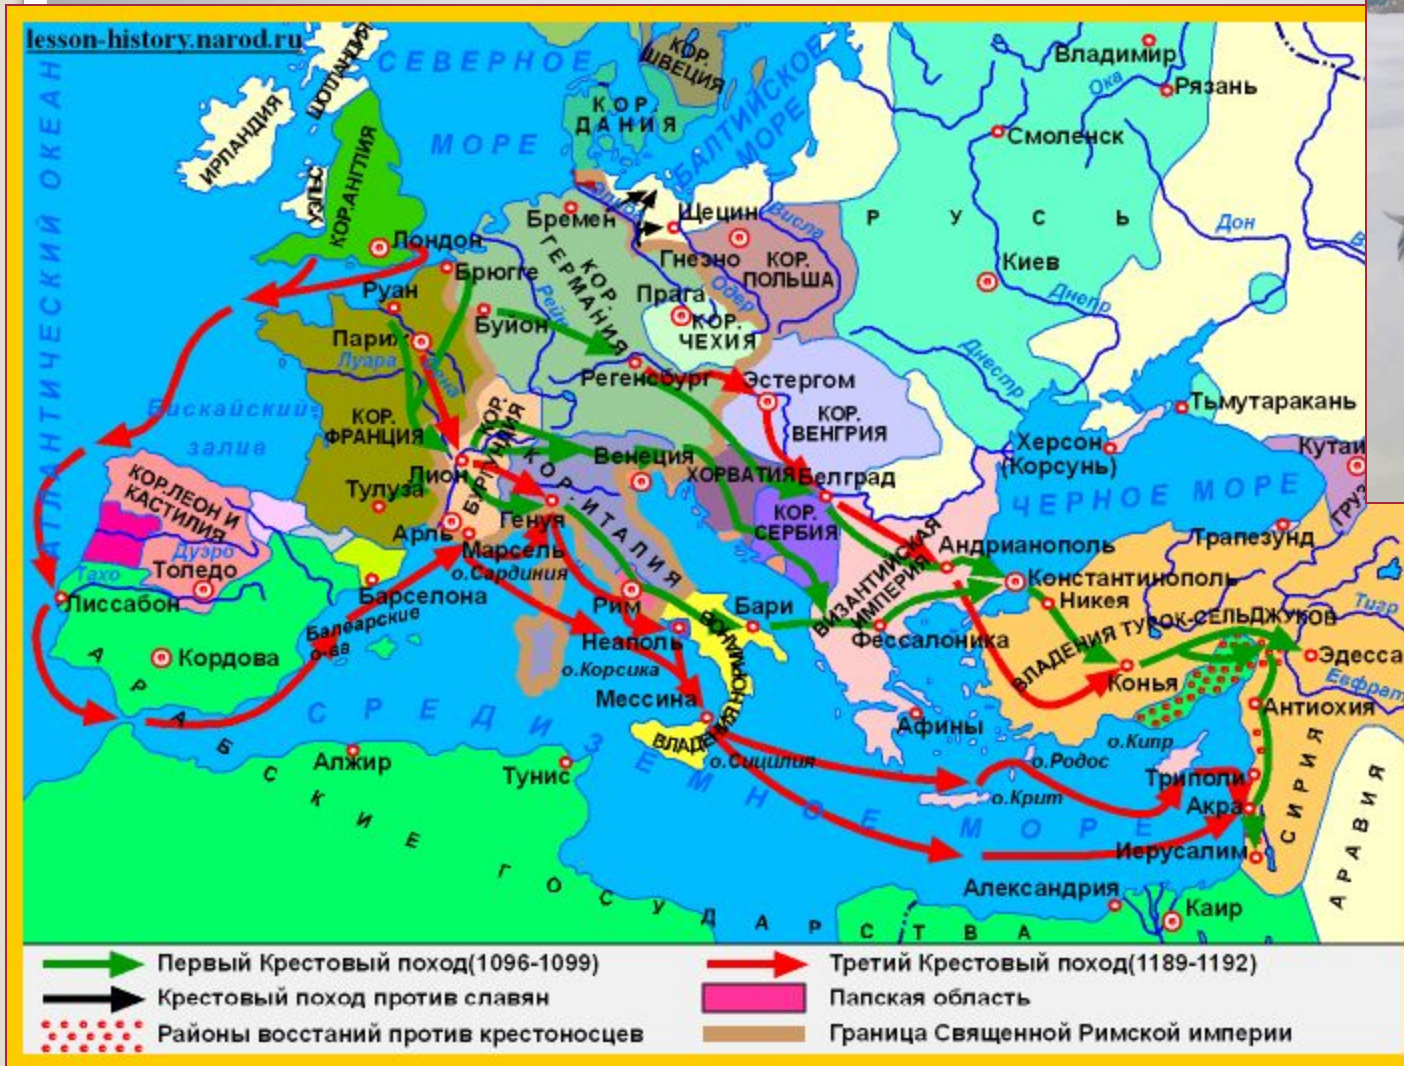 lesson-history.narod.ru
АТЛАНТИЧЕСКИЙ ОКЕАН
СЕВЕРНОЕ
МОРЕ
БАЛТИЙСКОЕ
МОРЕ
ШОТЛАНДИЯ
ИРЛАНДИЯ
УЭЛЬС
КОР.АНГЛИЯ
КОР.
ШВЕЦИЯ
КОР.
ДАНИЯ
Владимир
Ока
Рязань
Смоленск
РУСЬ
Дон
Киев
Днепр
Днестр
Лондон
Брюгге
Руан
Париж
Луара
Буйон
Бремен
Щецин
Висла
Гнезно
КОР.
ПОЛЬША
Одер
КОР.
ГЕРМАНИЯ
Рейн
Прага
КОР.
ЧЕХИЯ
Регенсбург
Эстергом
КОР.
ВЕНГРИЯ
Бискайский
залив
КОР.
ФРАНЦИЯ
КОР.
БУРГУНДИЯ
Лион
Тулуза
Арль
Марсель
Генуя
Венеция
КОР. ИТАЛИЯ
ХОРВАТИЯ
Белград
КОР.
СЕРБИЯ
Тьмутаракань
Херсон
(Корсунь)
ЧЕРНОЕ МОРЕ
Кутаи
ГРУЗ
Трапезунд
КОР.ЛЕОН И
КАСТИЛИЯ
Дуэро
Тахо
Толедо
Лиссабон
Барселона
Балеарские
о-ва
Кордова
о.Сардиния
Рим
Неаполь
Бари
о.Корсика
Мессина
ВЛАДЕНИЯ НОРМАНОВ
о.Сицилия
ВИЗАНТИЙСКАЯ
ИМПЕРИЯ
Андрианополь
Константинополь
Никея
Фессалоника
Афины
ВЛАДЕНИЯ ТУРОК-СЕЛЬДЖУКОВ
Тигр
Эдесса
Евфрат
Конья
Антиохия
о.Кипр
о.Родос
о.Крит
Триполи
Акра
СИРИЯ
Иерусалим
АРАВИЯ
Александрия
Каир
СРЕДИЗЕМНОЕ МОРЕ
Алжир
Тунис
АРАБСКИЕ ГОСУДАРСТВА
Первый Крестовый поход(1096-1099)
Третий Крестовый поход(1189-1192)
Крестовый поход против славян
Папская область
Районы восстаний против крестоносцев
Граница Священной Римской империи